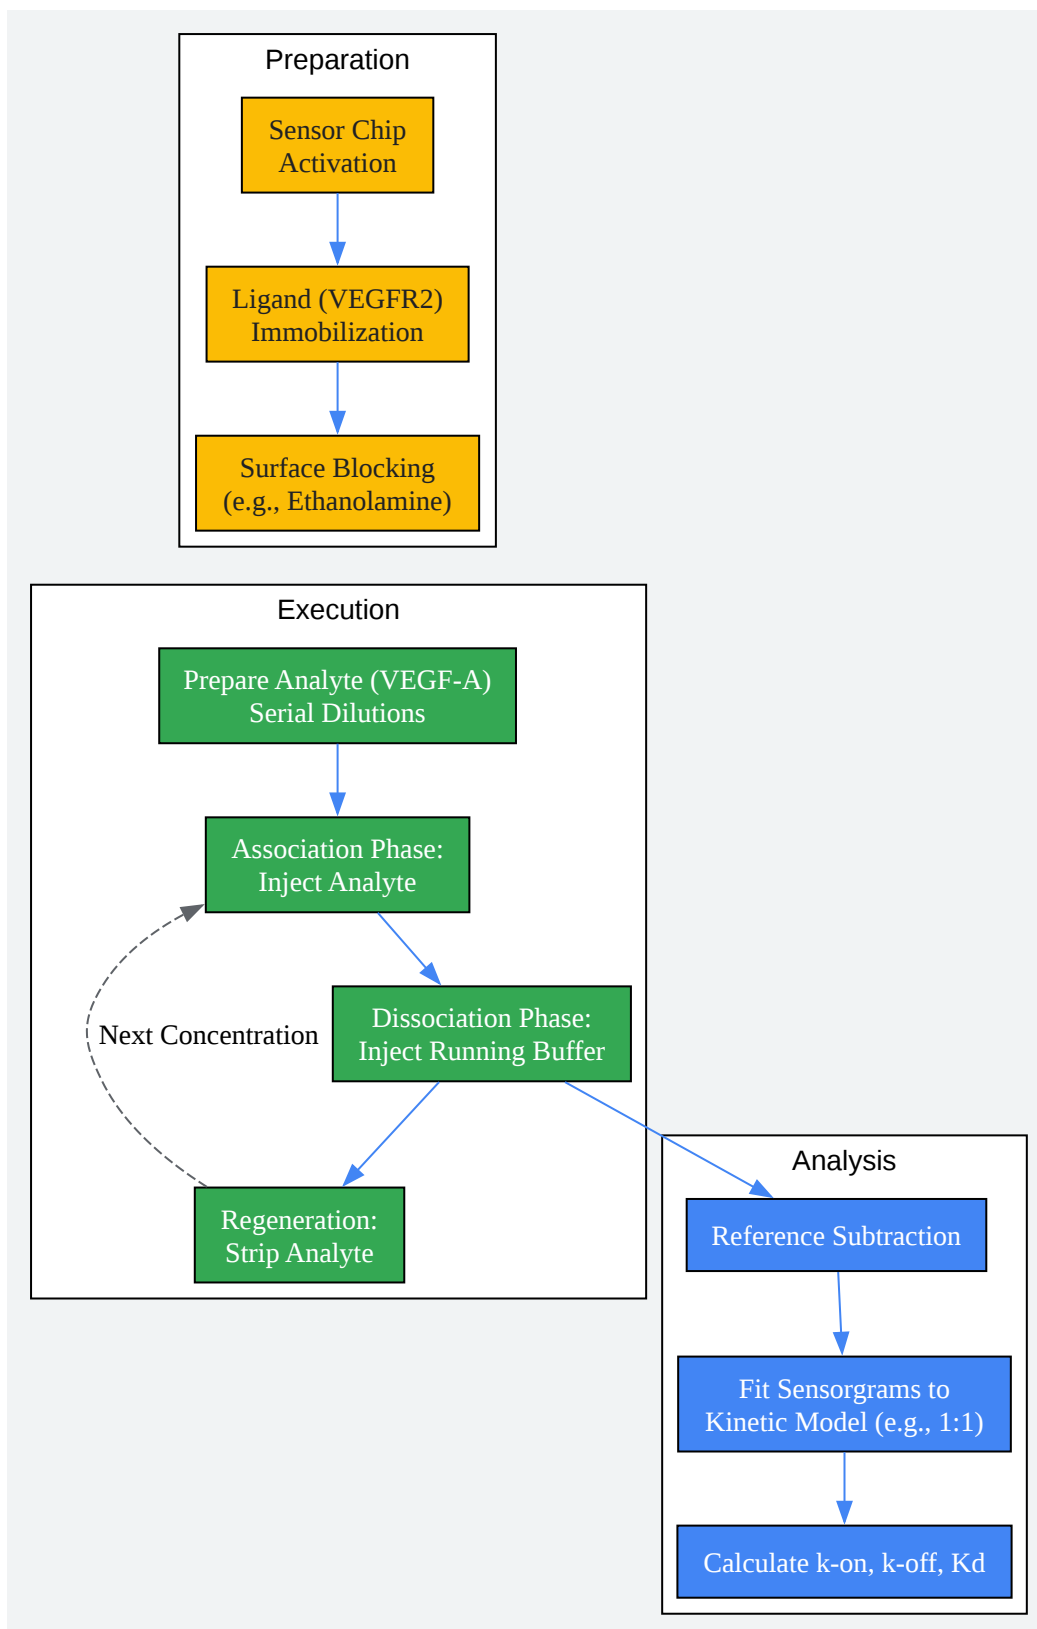 Preparation
Sensor Chip
Activation
Ligand (VEGFR2)
Immobilization
Surface Blocking
(e.g., Ethanolamine)
Execution
Prepare Analyte (VEGF-A)
Serial Dilutions
Association Phase:
Inject Analyte
Next Concentration
Dissociation Phase:
Inject Running Buffer
Regeneration:
Strip Analyte
Analysis
Reference Subtraction
Fit Sensorgrams to
Kinetic Model (e.g., 1:1)
Calculate k-on, k-off, Kd